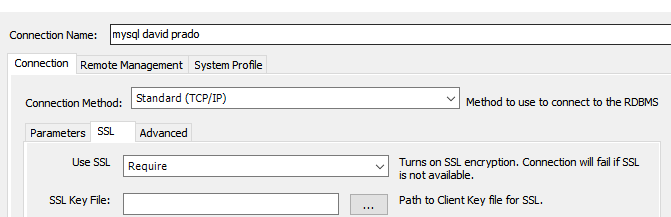 Connection Name: mysql david prado
Connection Remote Management System Profile
Connection Method: Standard (TCP/IP) Method to use to connect to the RDBMS
Parameters SSL Advanced
Use SSL Require Turns on SSL encryption. Connection will fail if SSL
is not available.
SSL Key File: ... Path to Client Key file for SSL.